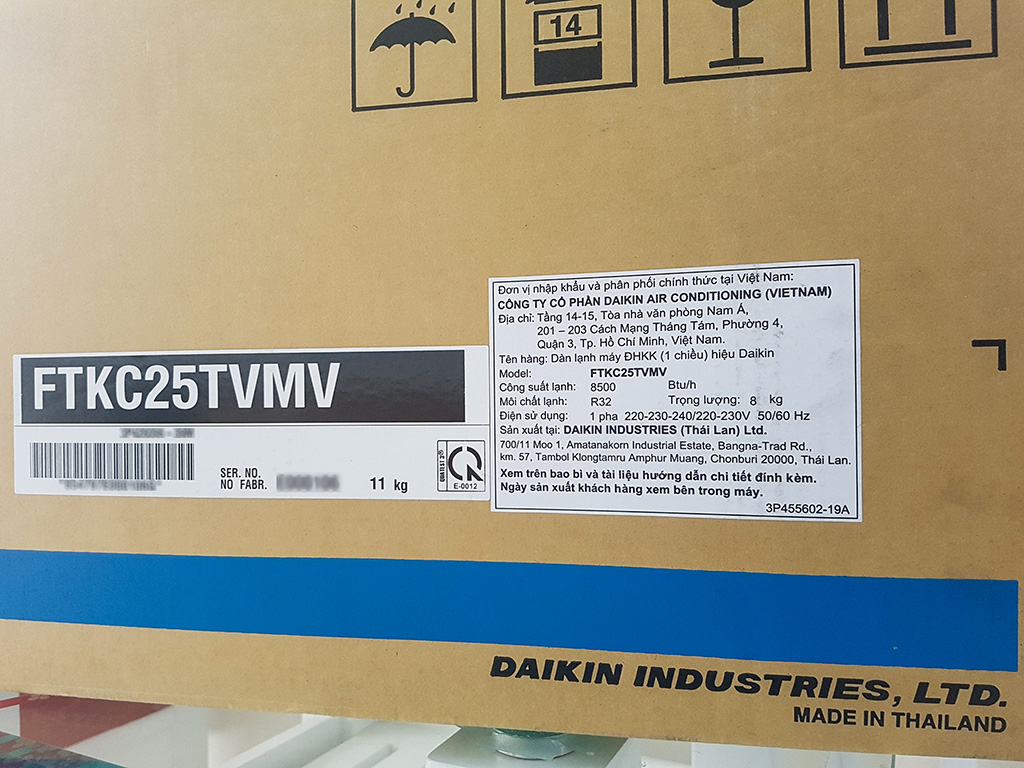 14
Đơn vị nhập khẩu và phân phối chính thức tại Việt Nam:
CÔNG TY CỔ PHẦN DAIKIN AIR CONDITIONING (VIETNAM)
Địa chỉ: Tầng 14-15, Tòa nhà văn phòng Nam Á,
201 – 203 Cách Mạng Tháng Tám, Phường 4,
Quận 3, Tp. Hồ Chí Minh, Việt Nam.
Tên hàng: Dàn lạnh máy ĐHKK (1 chiều) hiệu Daikin
Model: FTKC25TVMV
Công suất lạnh: 8500 Btu/h
Môi chất lạnh: R32 Trọng lượng: 8 kg
Điện sử dụng: 1 pha 220-230-240/220-230V 50/60 Hz
Sản xuất tại: DAIKIN INDUSTRIES (Thái Lan) Ltd.
700/11 Moo 1, Amatanakorn Industrial Estate, Bangna-Trad Rd.,
km. 57, Tambol Klongtamru Amphur Muang, Chonburi 20000, Thái Lan.
Xem trên bao bì và tài liệu hướng dẫn chi tiết đính kèm.
Ngày sản xuất khách hàng xem bên trong máy.
3P455602-19A
FTKC25TVMV
SER. NO.
NO FABR.
11 kg
QUATEST 3®
E-0012
DAIKIN INDUSTRIES, LTD.
MADE IN THAILAND